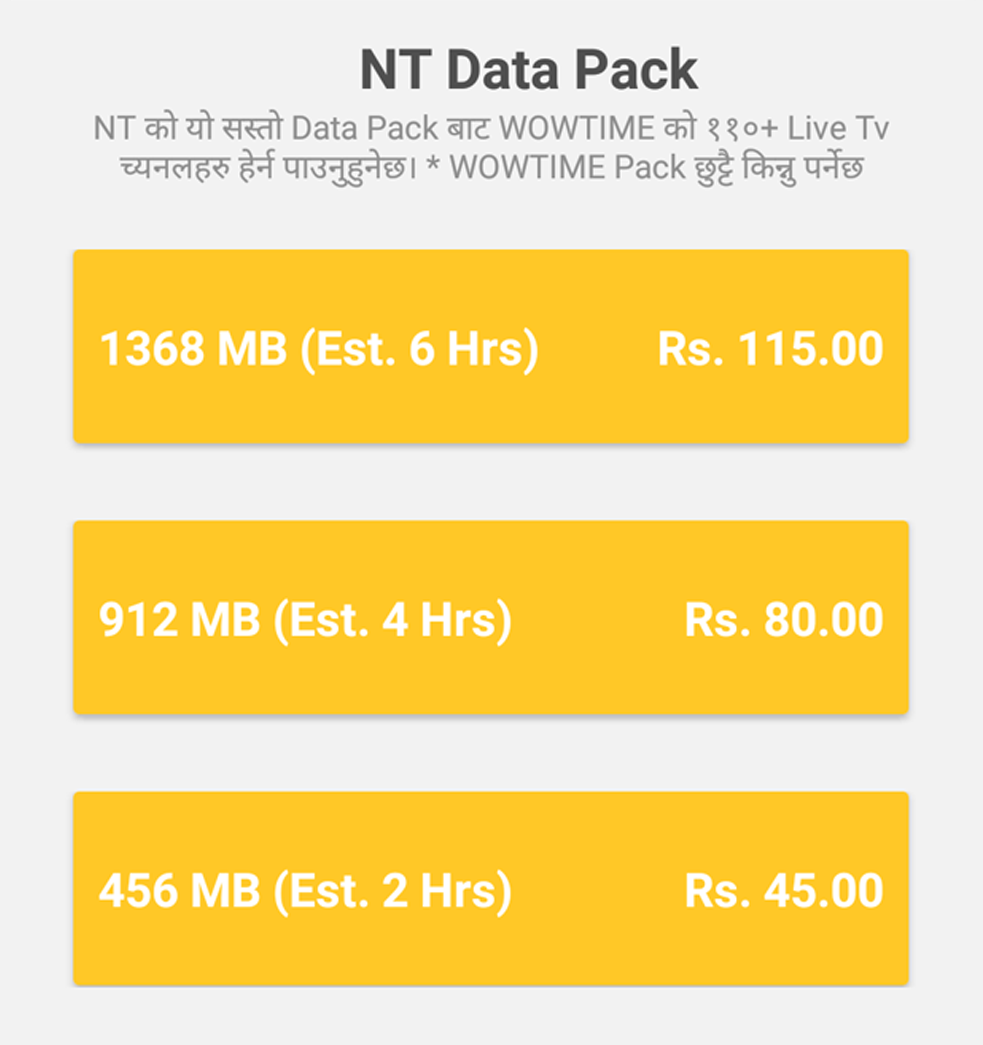 NT Data Pack
NT को यो सस्तो Data Pack बाट WOWTIME को ११०+ Live Tv
च्यनलहरु हेर्न पाउनुहुनेछ। * WOWTIME Pack छुट्टै किन्नु पर्नेछ
1368 MB (Est. 6 Hrs) Rs. 115.00
912 MB (Est. 4 Hrs) Rs. 80.00
456 MB (Est. 2 Hrs) Rs. 45.00